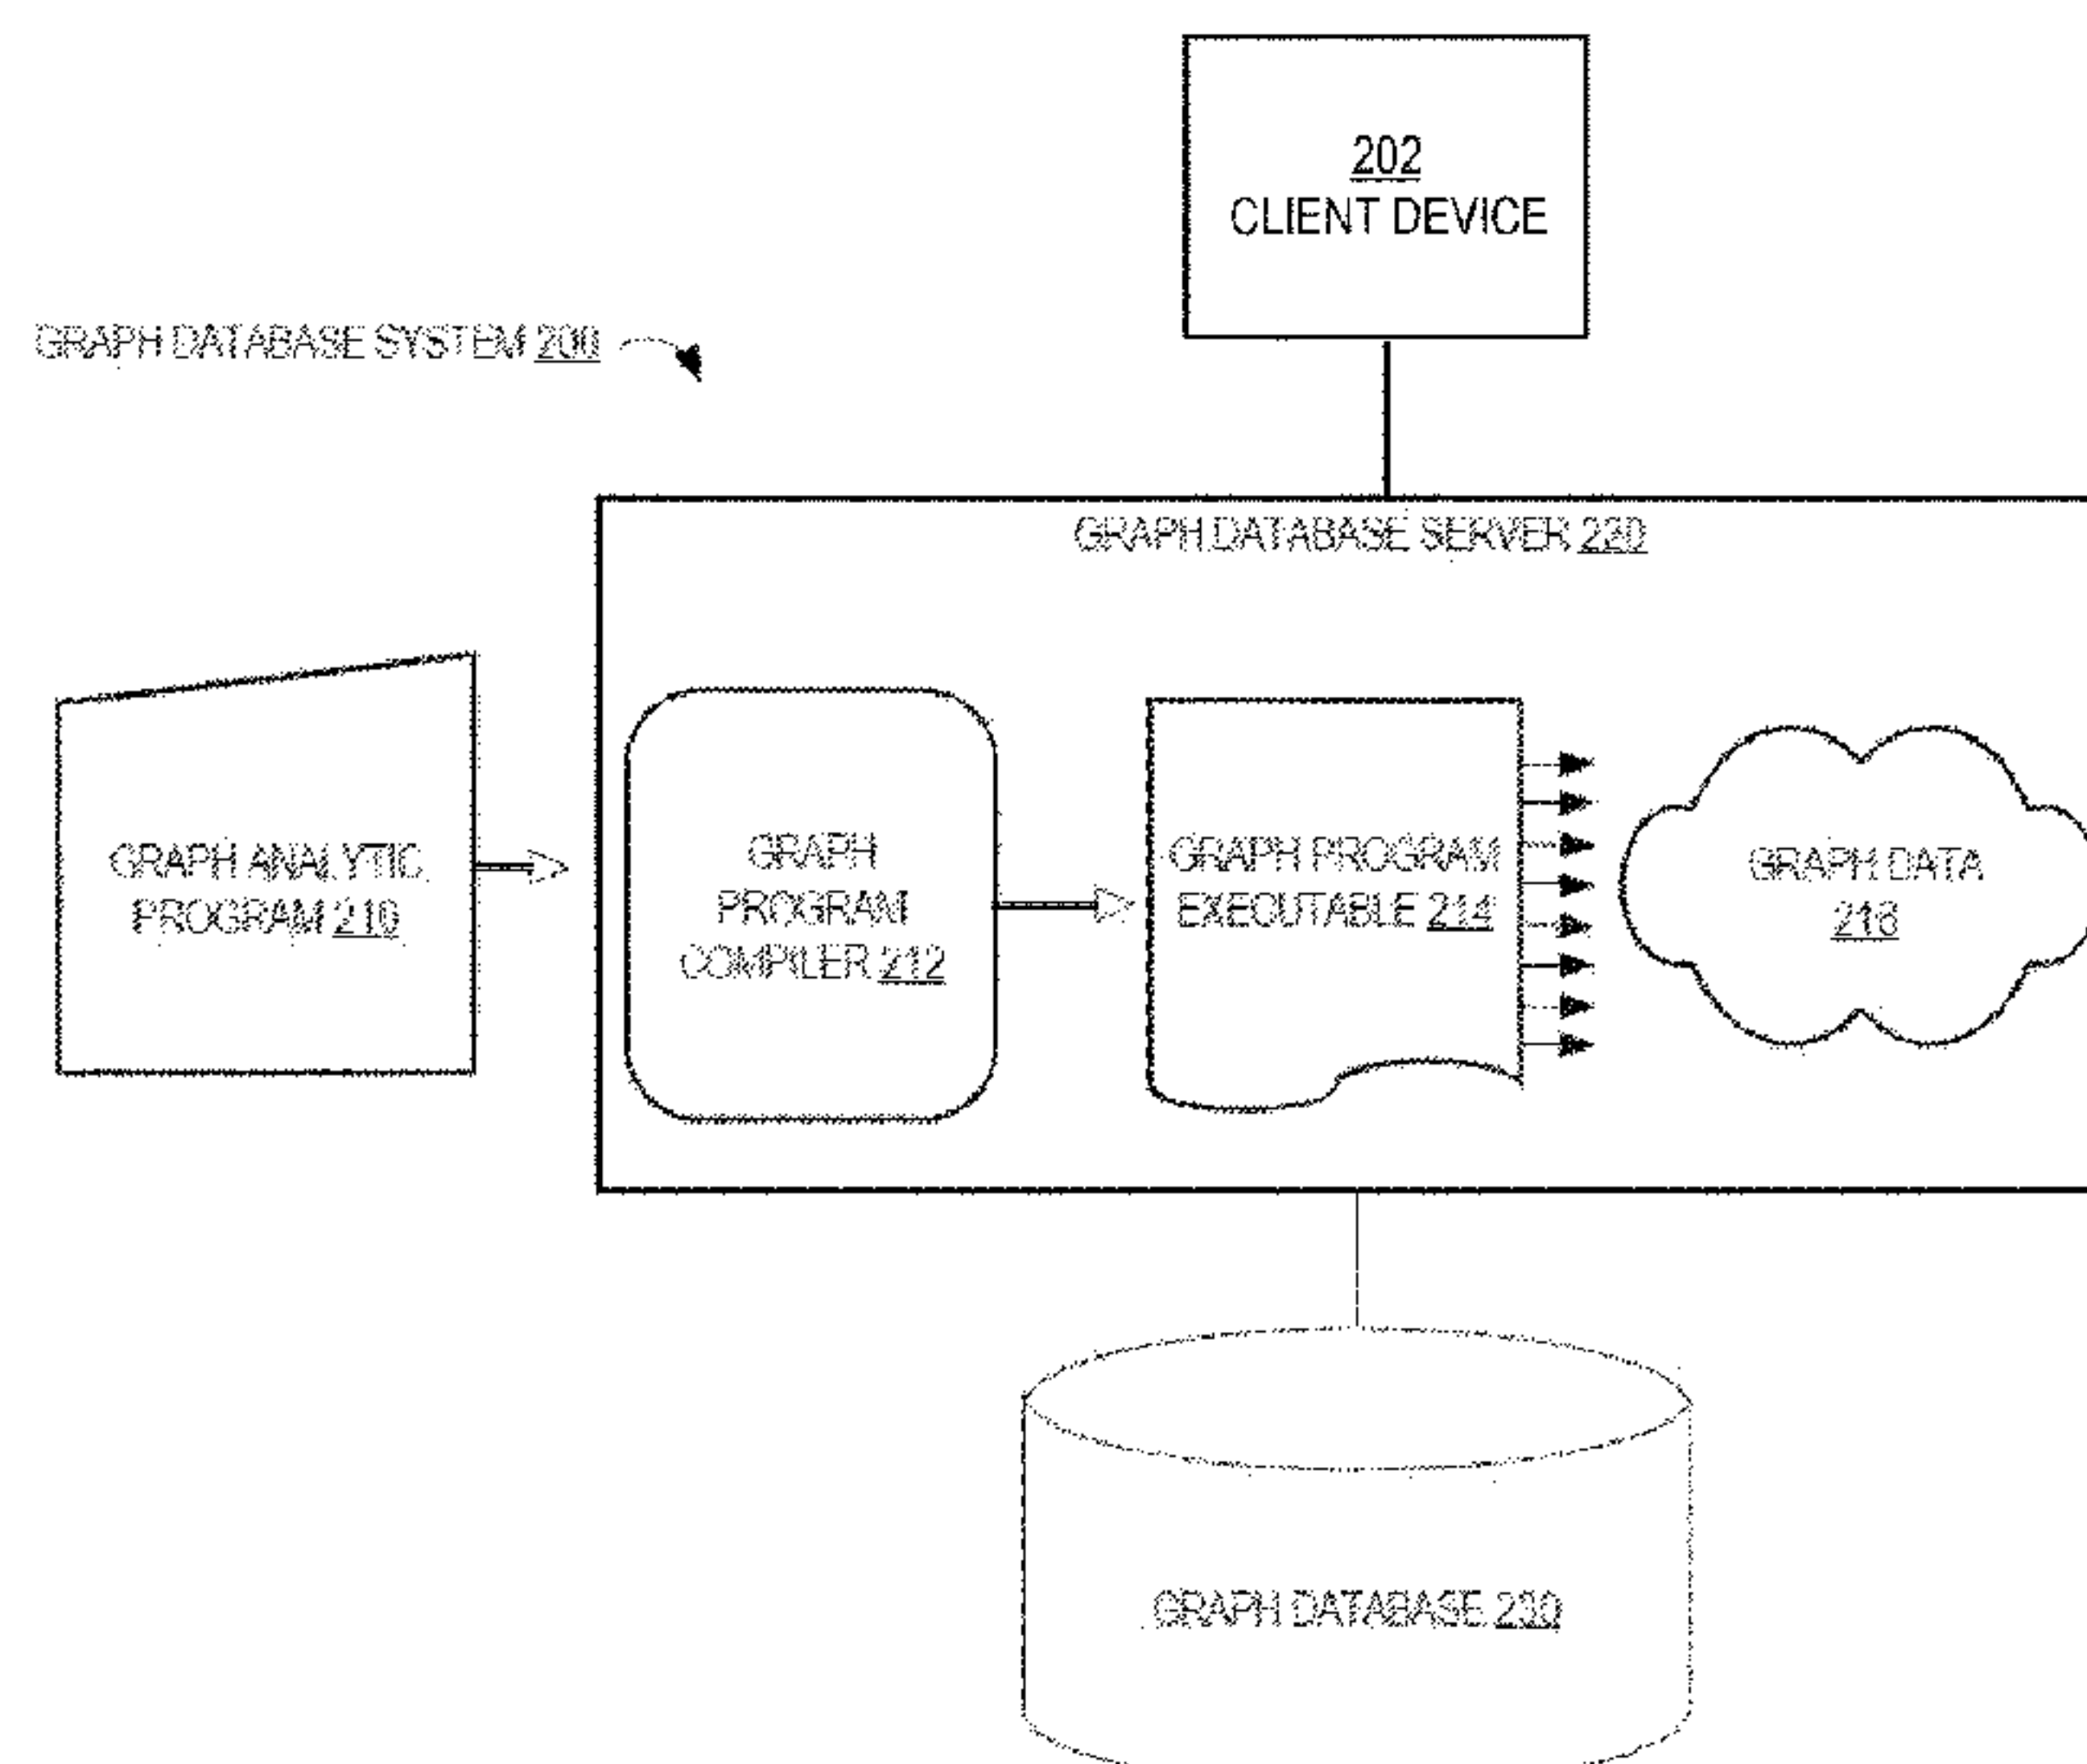 202
CLIENT DEVICE
GRAPH DATABASE SYSTEM 200
GRAPH DATABASE SERVER 220
GRAPH ANALYTIC
PROGRAM 210
GRAPH
PROGRAM
COMPILER 212
GRAPH PROGRAM
EXECUTABLE 214
GRAPH DATA
216
GRAPH DATABASE 230